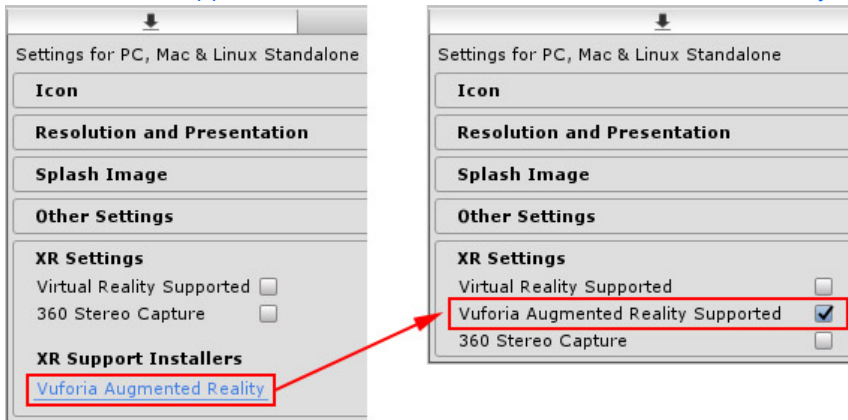 Settings for PC, Mac & Linux Standalone
Icon
Resolution and Presentation
Splash Image
Other Settings
XR Settings
Virtual Reality Supported
360 Stereo Capture
XR Support Installers
Vuforia Augmented Reality
Settings for PC, Mac & Linux Standalone
Icon
Resolution and Presentation
Splash Image
Other Settings
XR Settings
Virtual Reality Supported
Vuforia Augmented Reality Supported
360 Stereo Capture